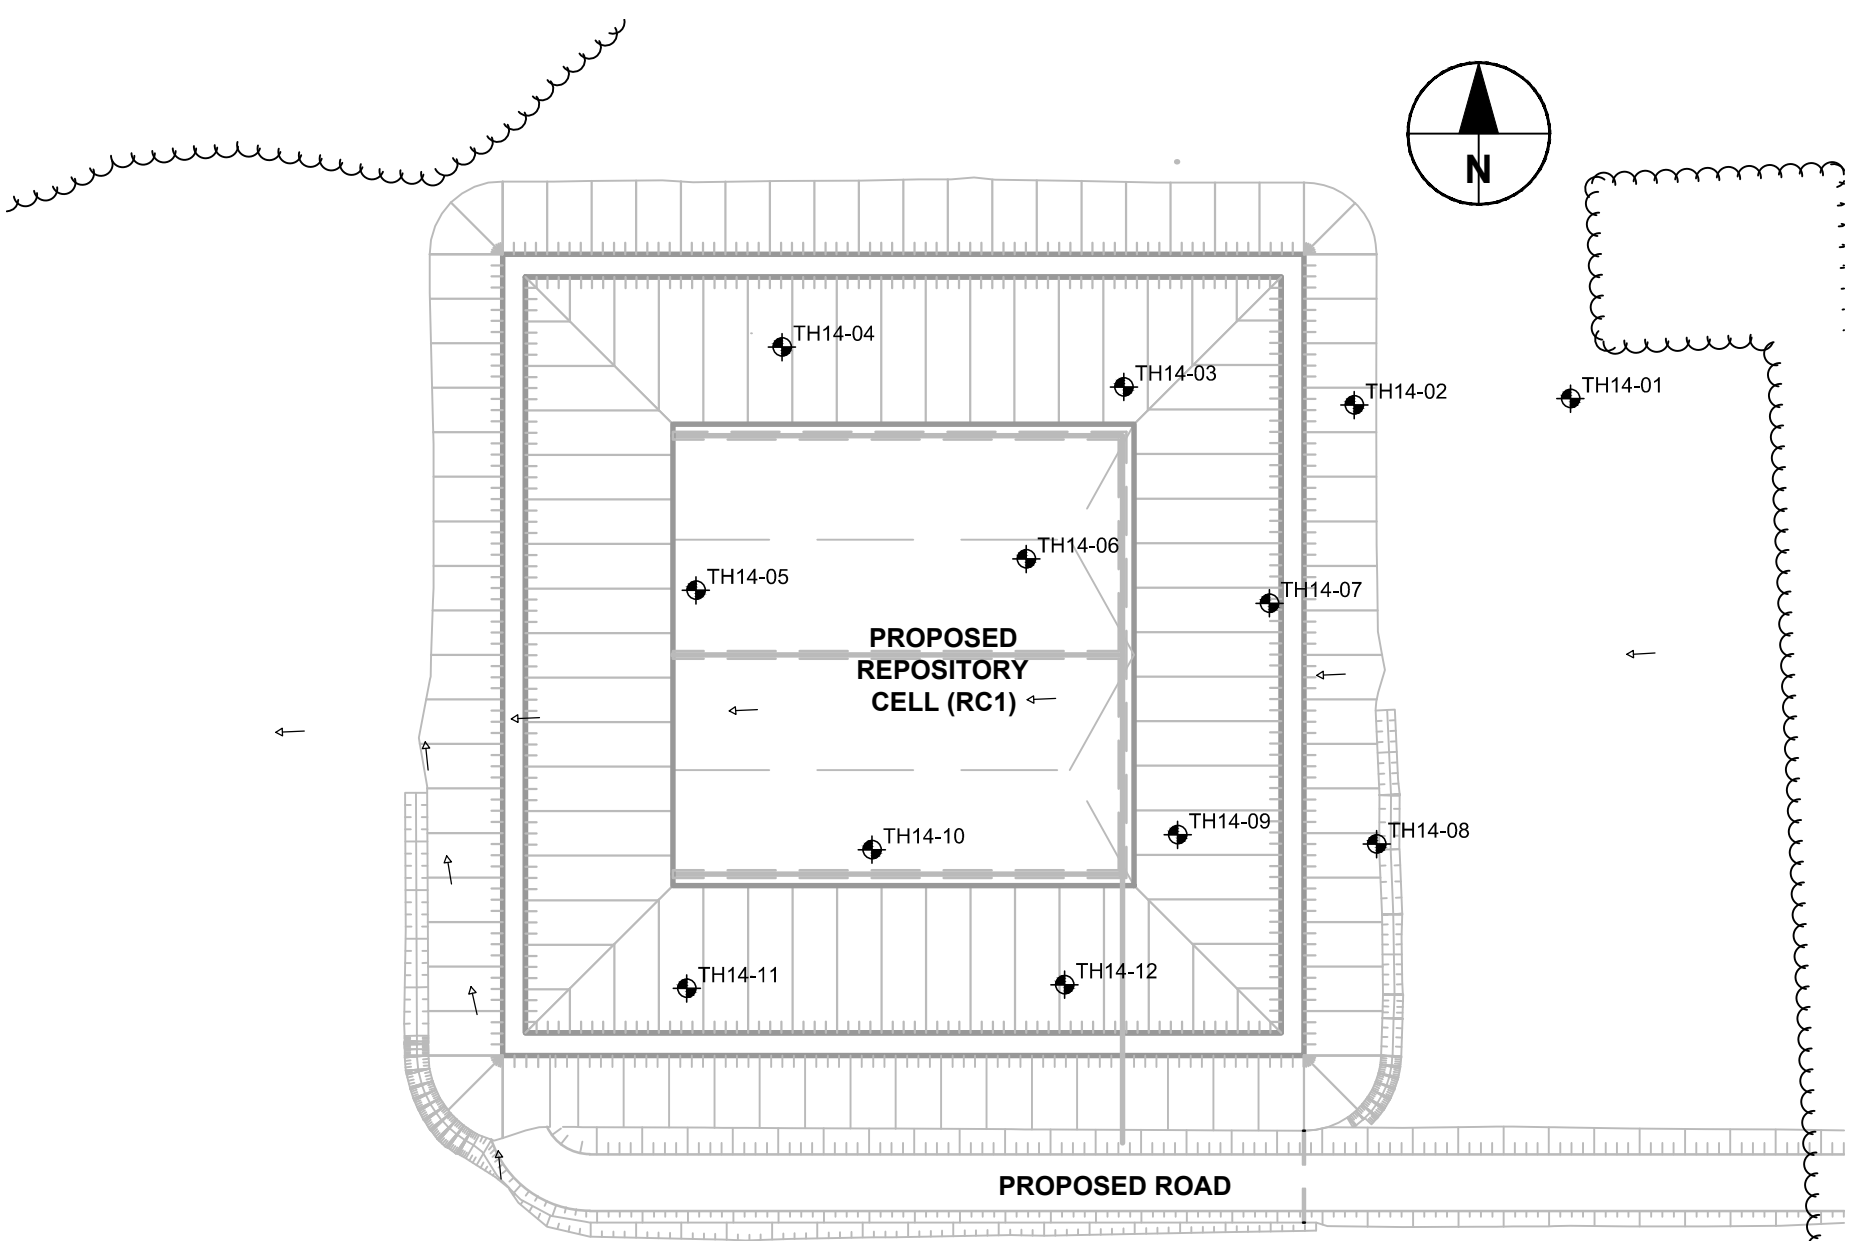 N
TH14-04
TH14-03
TH14-02
TH14-01
TH14-06
TH14-05
TH14-07
PROPOSED
REPOSITORY
CELL (RC1)
TH14-09
TH14-08
TH14-10
TH14-11
TH14-12
PROPOSED ROAD